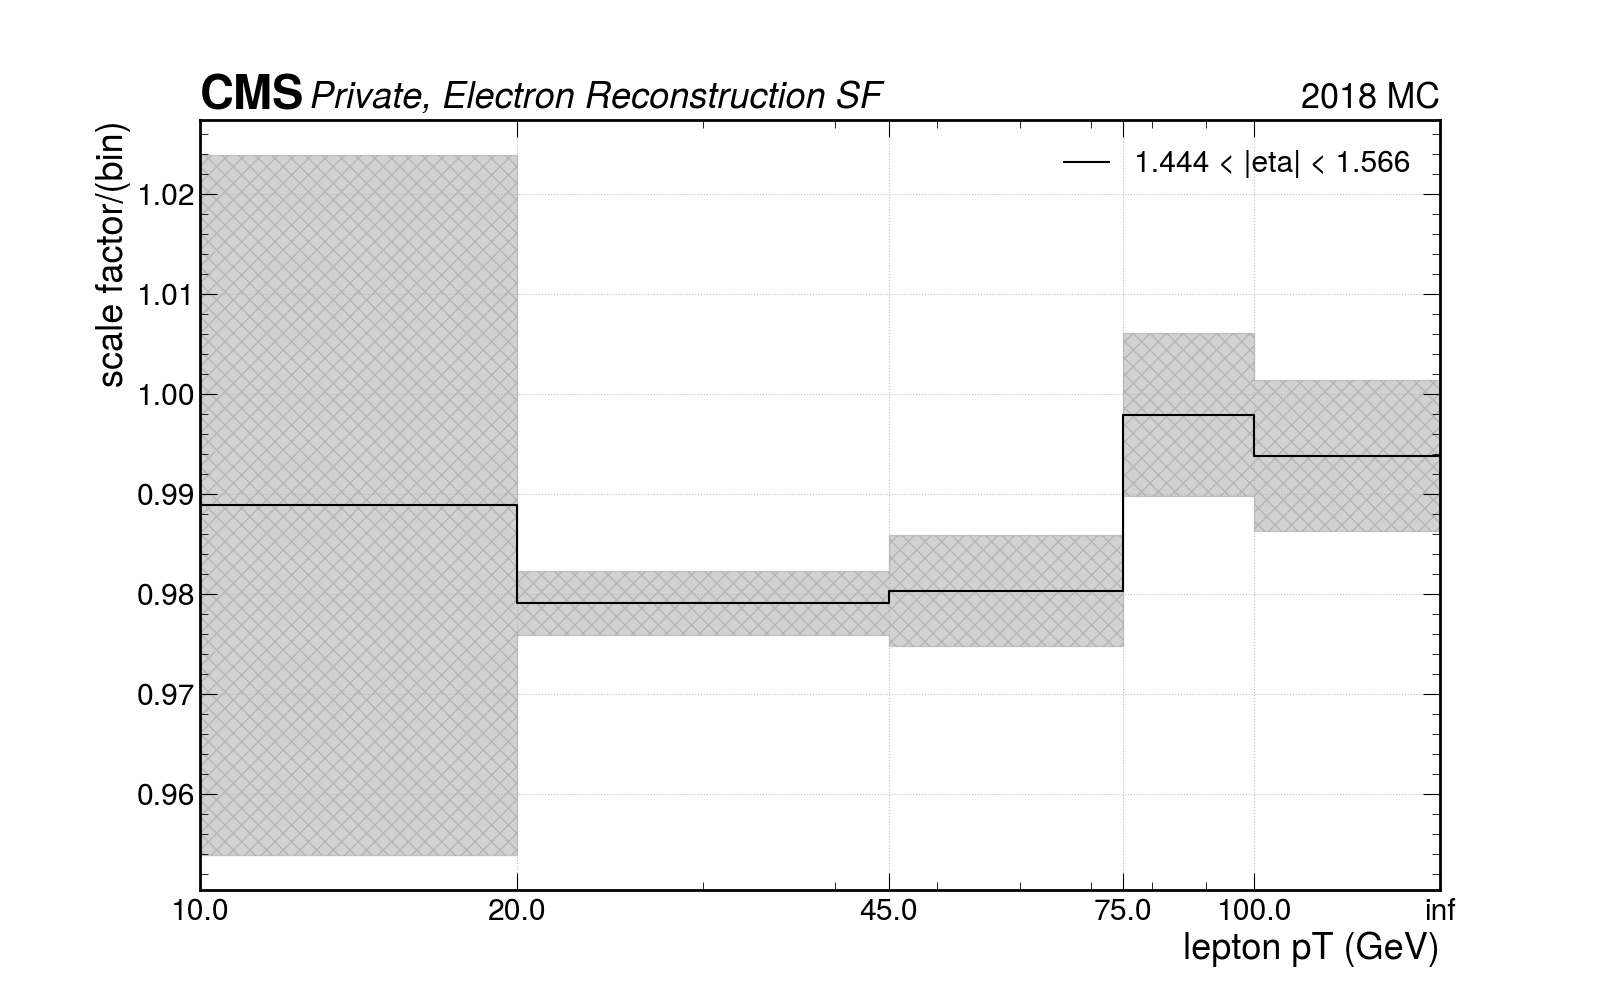 CMS Private, Electron Reconstruction SF 2018 MC
1.444 < |eta| < 1.566
scale factor/(bin)
1.02
1.01
1.00
0.99
0.98
0.97
0.96
10.0 20.0 45.0 75.0 100.0 inf
lepton pT (GeV)